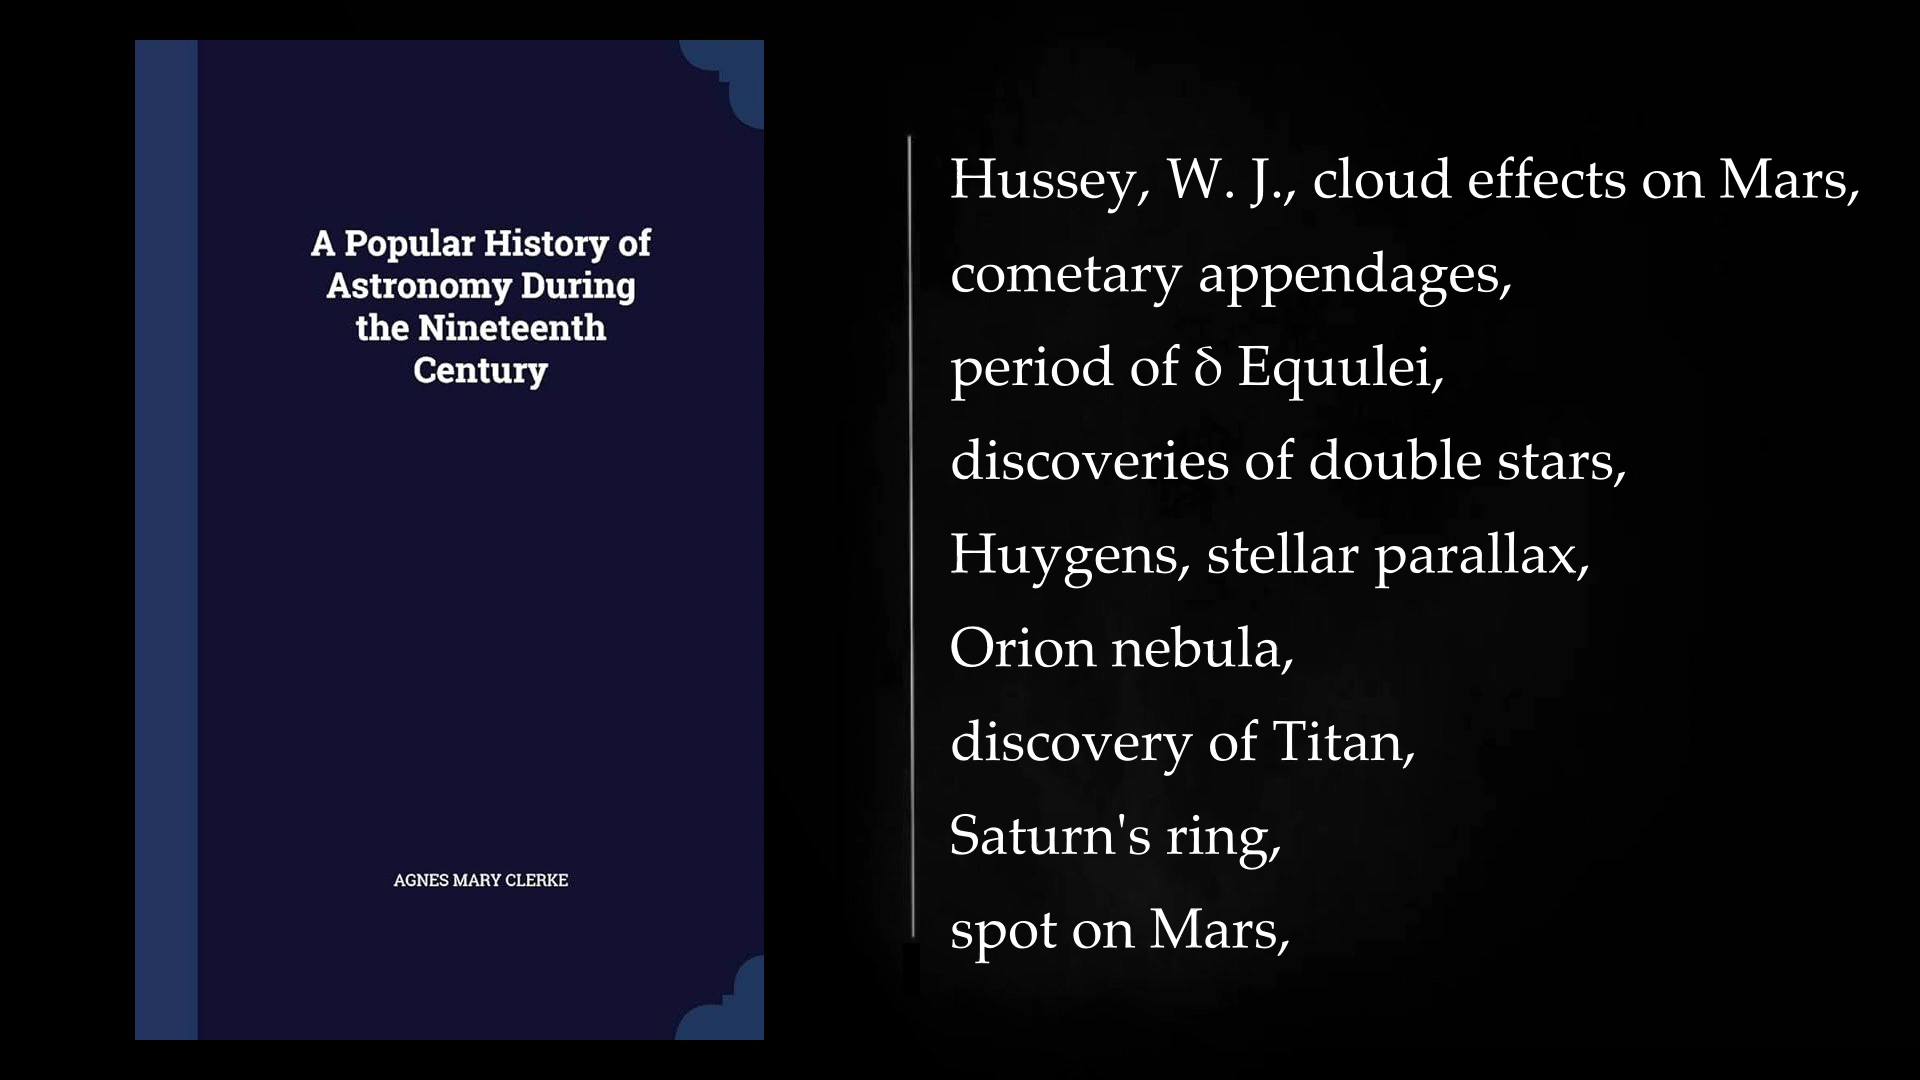 A Popular History of
Astronomy During
the Nineteenth
Century
AGNES MARY CLERKE
Hussey, W. J., cloud effects on Mars,
cometary appendages,
period of δ Equulei,
discoveries of double stars,
Huygens, stellar parallax,
Orion nebula,
discovery of Titan,
Saturn's ring,
spot on Mars,